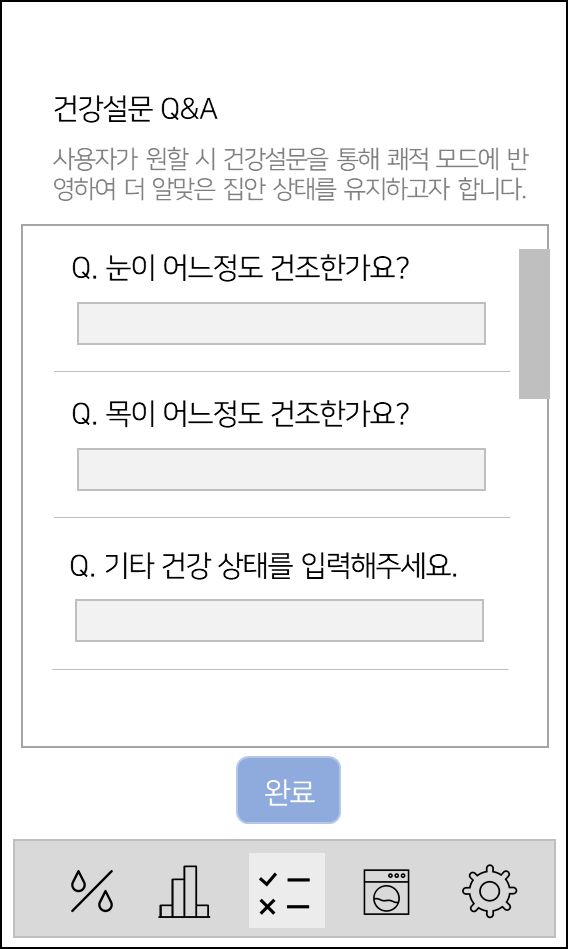 건강설문 Q&A
사용자가 원할 시 건강설문을 통해 쾌적 모드에 반
영하여 더 알맞은 집안 상태를 유지하고자 합니다.
Q. 눈이 어느정도 건조한가요?
Q. 목이 어느정도 건조한가요?
Q. 기타 건강 상태를 입력해주세요.
완료